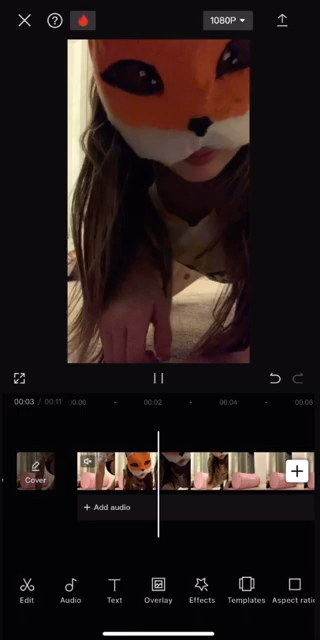 1080P
00:03 / 00:11
:0:00
00:02
00:04
00:06
Cover
+ Add audio
Edit
Audio
Text
Overlay
Effects
Templates
Aspect ratio